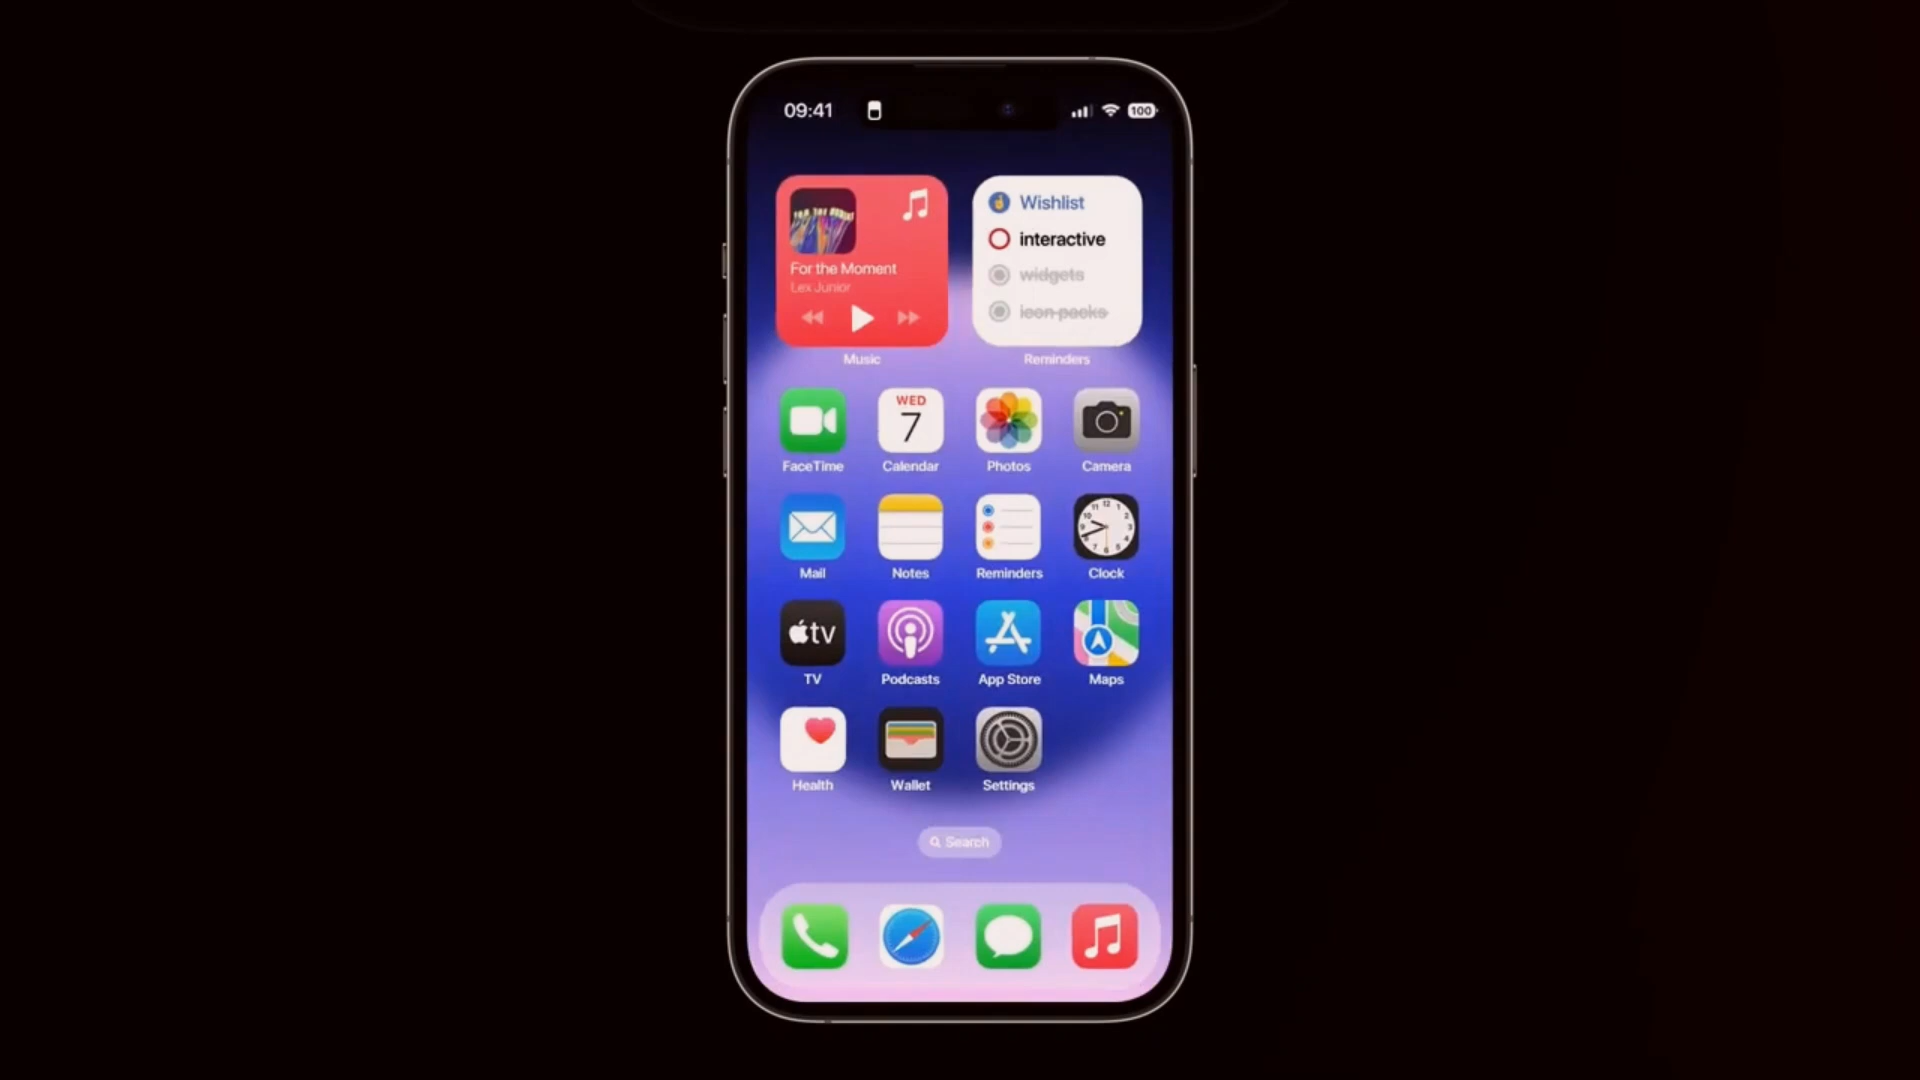 09:41
100
Wishlist
interactive
For the Moment
widgets
Lex Junior
icon packs
Music
Reminders
WED
7
FaceTime
Calendar
Photos
Camera
Mail
Notes
Reminders
Clock
tv
TV
Podcasts
App Store
Maps
Health
Wallet
Settings
Search